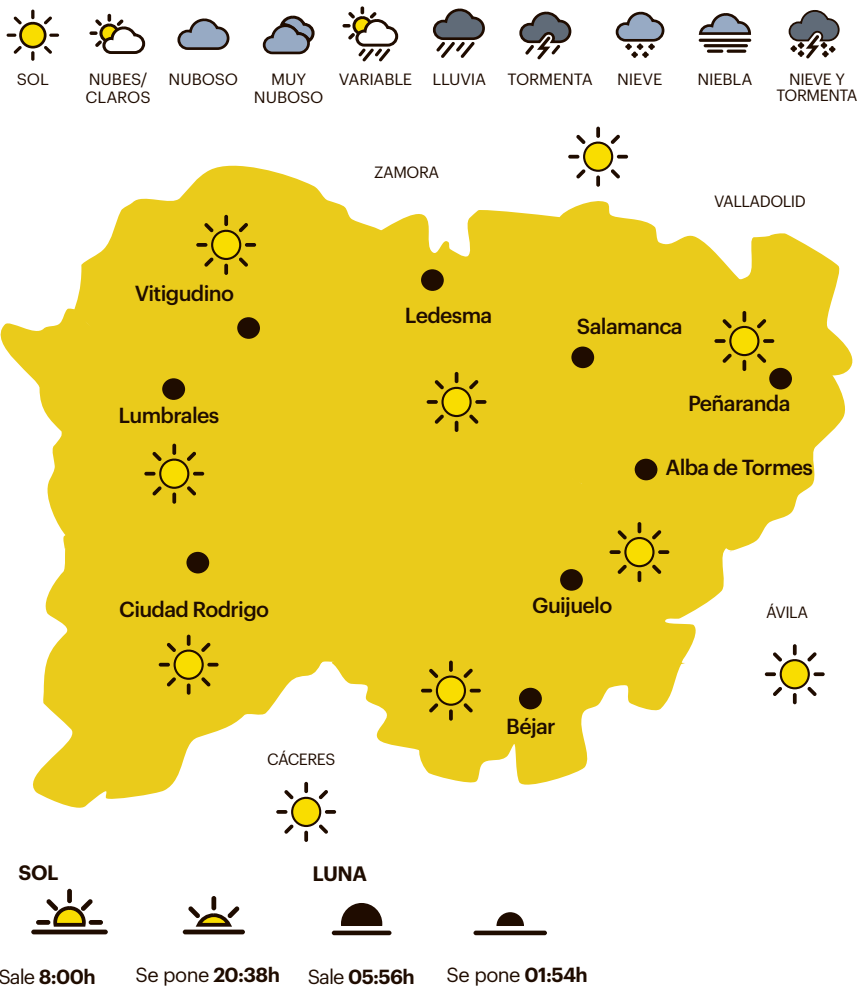 SOL
NUBES/
CLAROS
NUBOSO
MUY
NUBOSO
VARIABLE
LLUVIA
TORMENTA
NIEVE
NIEBLA
NIEVE Y
TORMENTA
ZAMORA
VALLADOLID
Vitigudino
Ledesma
Salamanca
Peñaranda
Lumbrales
Alba de Tormes
Ciudad Rodrigo
Guijuelo
ÁVILA
Béjar
CÁCERES
SOL
LUNA
Sale 8:00h
Se pone 20:38h
Sale 05:56h
Se pone 01:54h